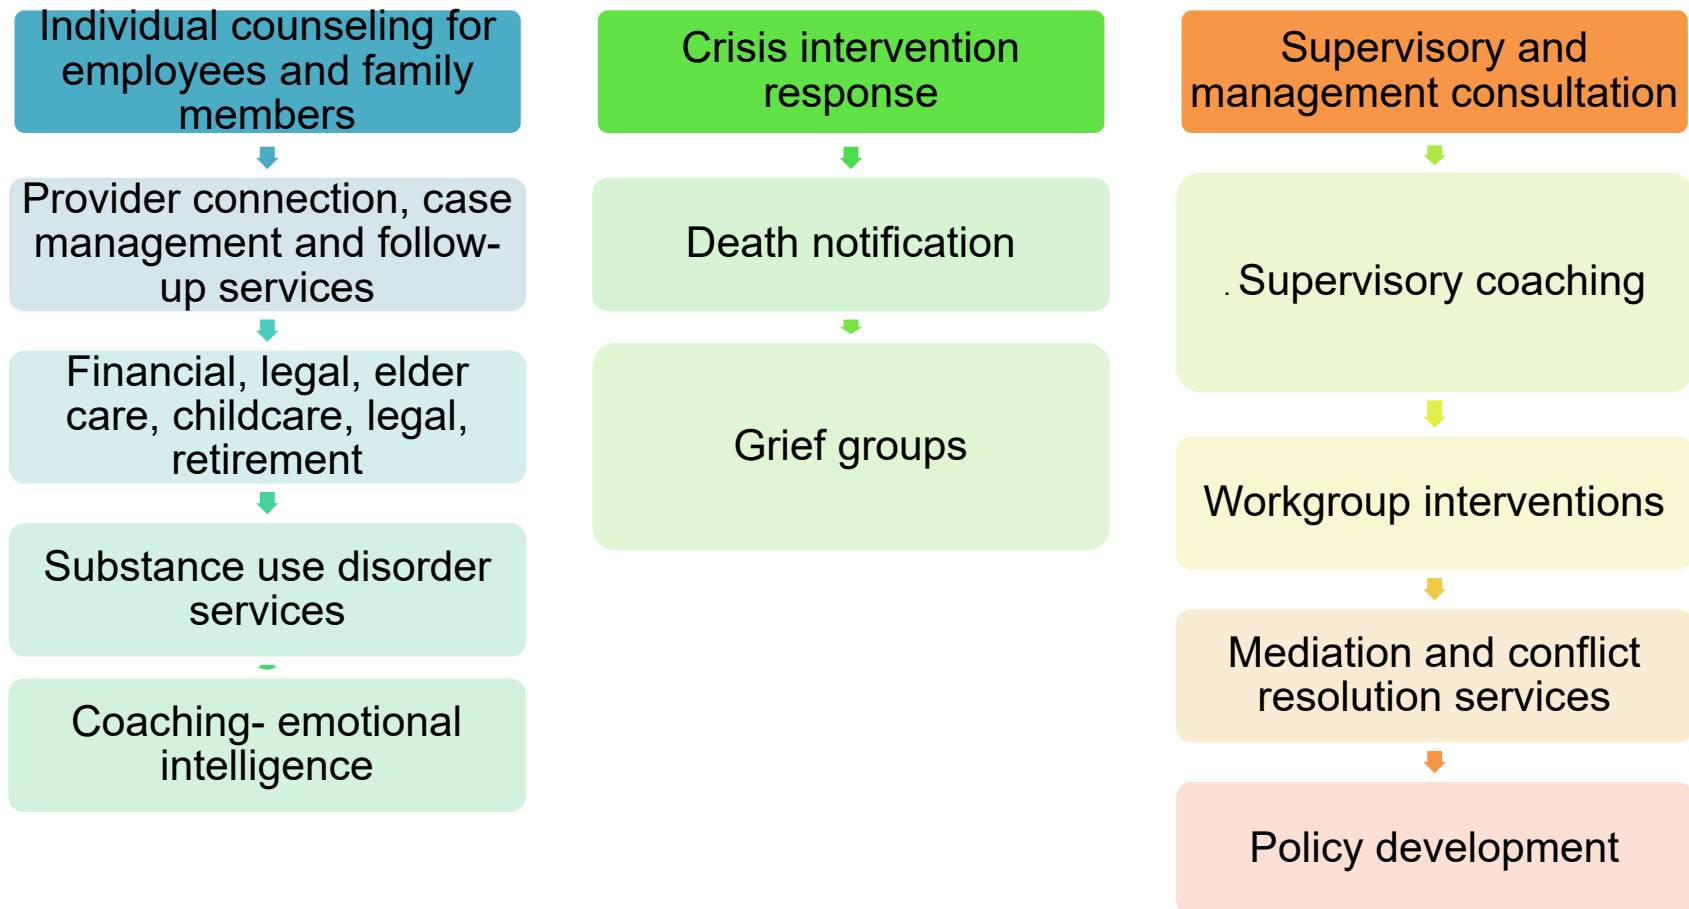 Individual counseling for
employees and family
members
Provider connection, case
management and follow-
up services
Financial, legal, elder
care, childcare, legal,
retirement
Substance use disorder
services
Coaching- emotional
intelligence
Crisis intervention
response
Death notification
Grief groups
Supervisory and
management consultation
. Supervisory coaching
Workgroup interventions
Mediation and conflict
resolution services
Policy development